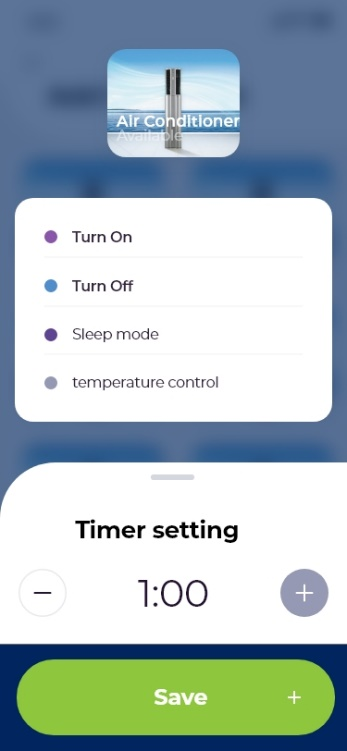 Air Conditioner
Available
Turn On
Turn Off
Sleep mode
temperature control
Timer setting
1:00
Save